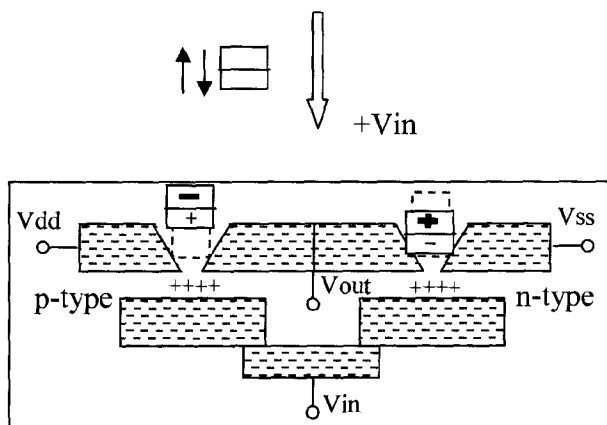 +Vin
− +
+ −
Vdd Vss
++++ Vout ++++
p-type n-type
Vin